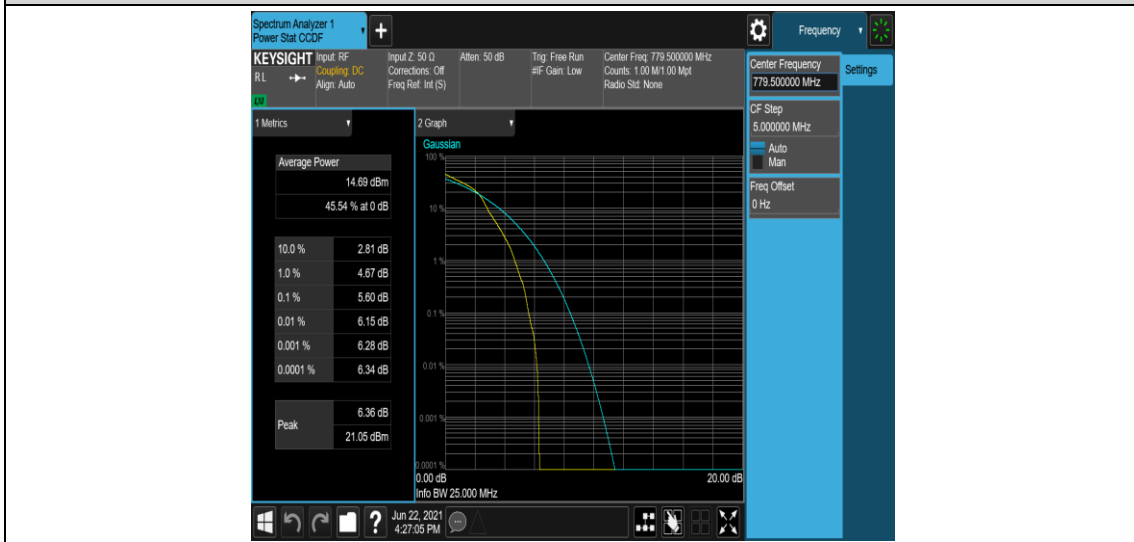 Spectrum Analyzer 1
Power Stat CCDF
+
Frequency
KEYSIGHT
RL
LXI
Input: RF
Coupling: DC
Align: Auto
Input Z: 50 Ω
Corrections: Off
Freq Ref: Int (S)
Atten: 50 dB
Trig: Free Run
#IF Gain: Low
Center Freq: 779.500000 MHz
Counts: 1.00 M/1.00 Mpt
Radio Std: None
Center Frequency
779.500000 MHz
Settings
CF Step
5.000000 MHz
Auto
Man
Freq Offset
0 Hz
1 Metrics
Average Power
14.69 dBm
45.54 % at 0 dB
10.0 % 2.81 dB
1.0 % 4.67 dB
0.1 % 5.60 dB
0.01 % 6.15 dB
0.001 % 6.28 dB
0.0001 % 6.34 dB
Peak
6.36 dB
21.05 dBm
2 Graph
Gaussian
100 %
10 %
1 %
0.1 %
0.01 %
0.001 %
0.0001 %
0.00 dB 20.00 dB
Info BW 25.000 MHz
?
Jun 22, 2021
4:27:05 PM